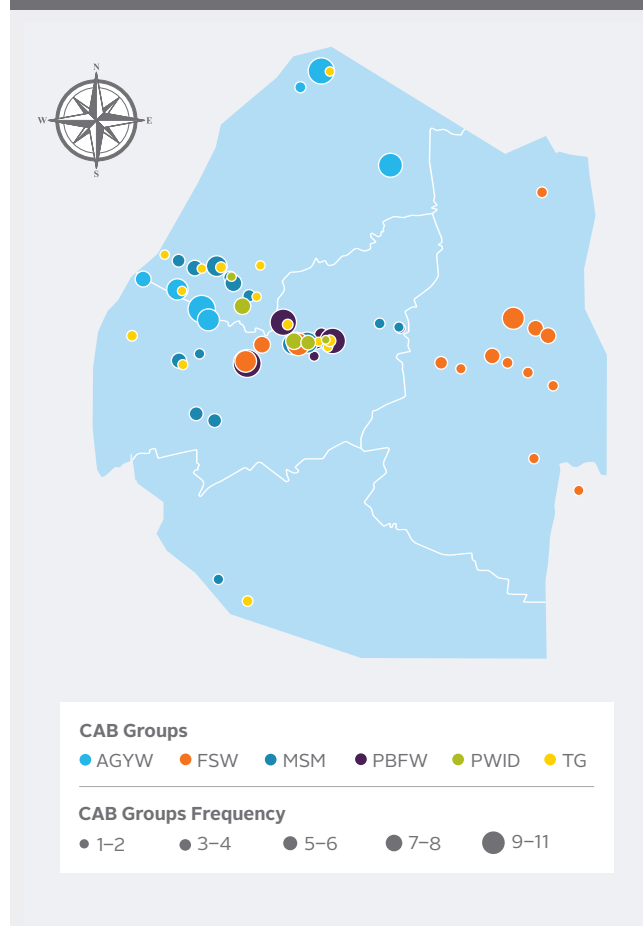 N
W E
S
CAB Groups
AGYW FSW MSM PBFW PWID TG
CAB Groups Frequency
1–2 3–4 5–6 7–8 9–11